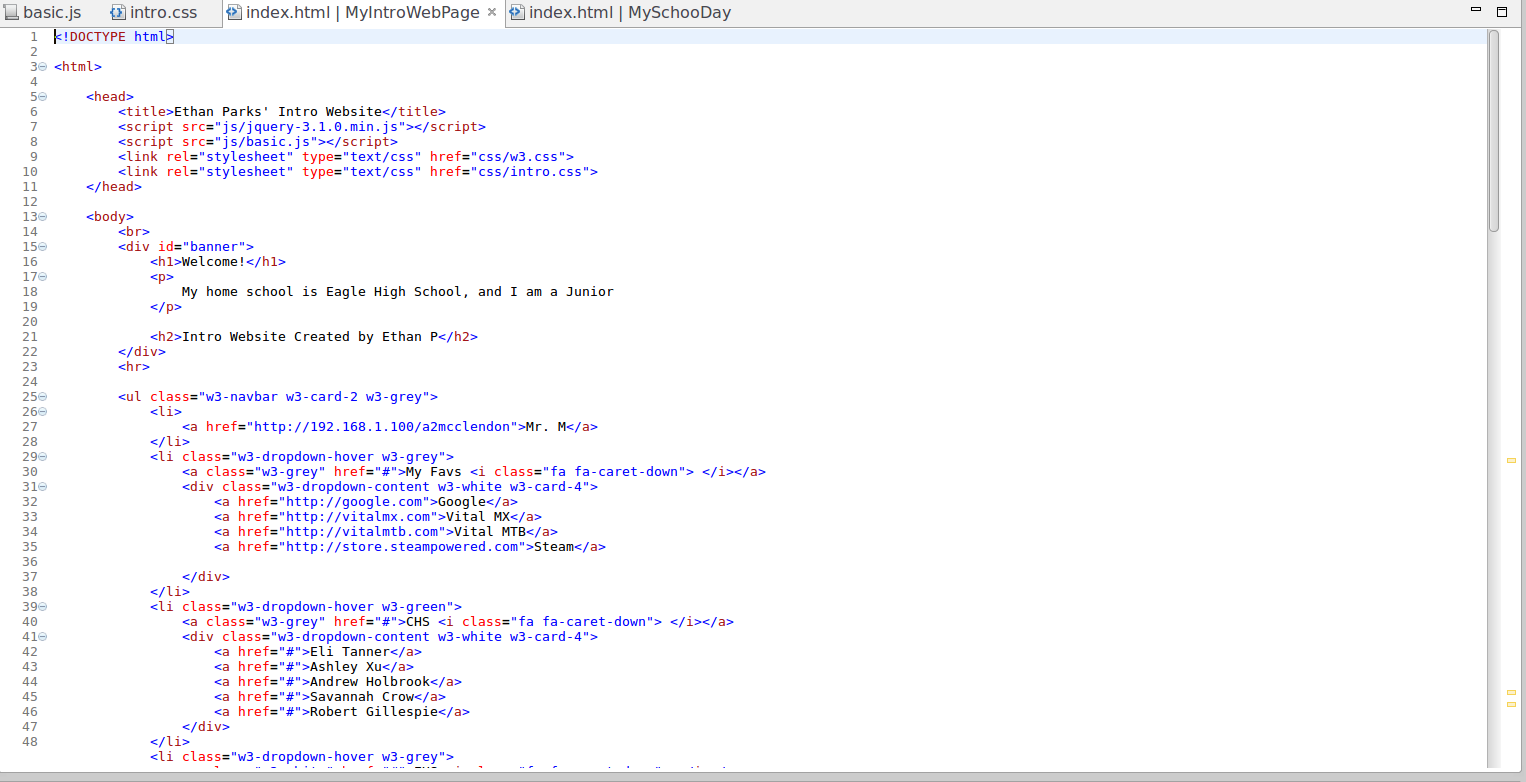 basic.js intro.css index.html | MyIntroWebPage index.html | MySchooDay
1 <!DOCTYPE html>
2
3 <html>
4
5 <head>
6 <title>Ethan Parks' Intro Website</title>
7 <script src="js/jquery-3.1.0.min.js"></script>
8 <script src="js/basic.js"></script>
9 <link rel="stylesheet" type="text/css" href="css/w3.css">
10 <link rel="stylesheet" type="text/css" href="css/intro.css">
11 </head>
12
13 <body>
14 <br>
15 <div id="banner">
16 <h1>Welcome!</h1>
17 <p>
18 My home school is Eagle High School, and I am a Junior
19 </p>
20
21 <h2>Intro Website Created by Ethan P</h2>
22 </div>
23 <hr>
24
25 <ul class="w3-navbar w3-card-2 w3-grey">
26 <li>
27 <a href="http://192.168.1.100/a2mcclendon">Mr. M</a>
28 </li>
29 <li class="w3-dropdown-hover w3-grey">
30 <a class="w3-grey" href="#">My Favs <i class="fa fa-caret-down"> </i></a>
31 <div class="w3-dropdown-content w3-white w3-card-4">
32 <a href="http://google.com">Google</a>
33 <a href="http://vitalmx.com">Vital MX</a>
34 <a href="http://vitalmtb.com">Vital MTB</a>
35 <a href="http://store.steampowered.com">Steam</a>
36
37 </div>
38 </li>
39 <li class="w3-dropdown-hover w3-green">
40 <a class="w3-grey" href="#">CHS <i class="fa fa-caret-down"> </i></a>
41 <div class="w3-dropdown-content w3-white w3-card-4">
42 <a href="#">Eli Tanner</a>
43 <a href="#">Ashley Xu</a>
44 <a href="#">Andrew Holbrook</a>
45 <a href="#">Savannah Crow</a>
46 <a href="#">Robert Gillespie</a>
47 </div>
48 </li>
<li class="w3-dropdown-hover w3-grey">